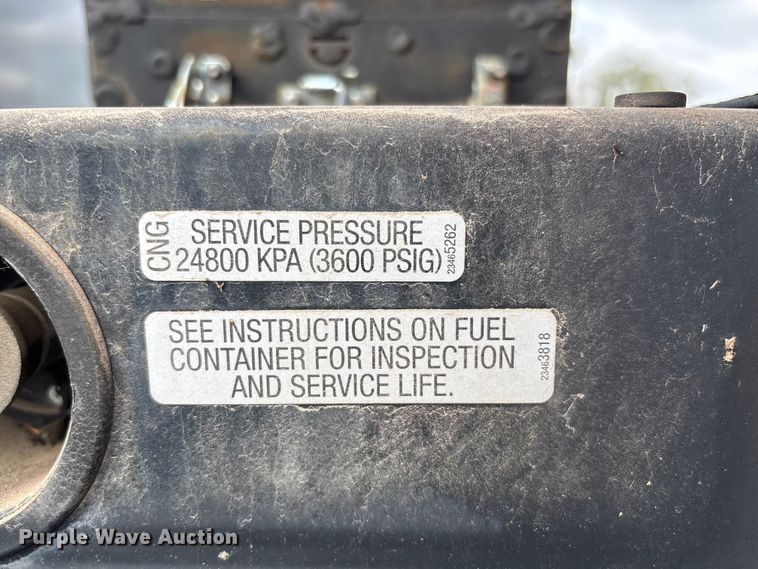 CNG
SERVICE PRESSURE
24800 KPA (3600 PSIG)
23465262
SEE INSTRUCTIONS ON FUEL
CONTAINER FOR INSPECTION
AND SERVICE LIFE.
23463818
Purple Wave Auction